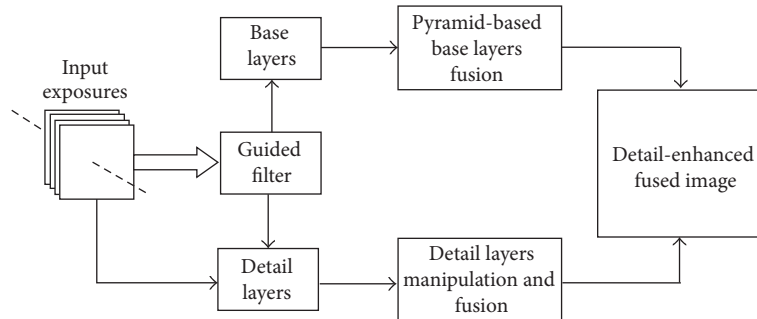 Input
exposures
Base
layers
Pyramid-based
base layers
fusion
Guided
filter
Detail-enhanced
fused image
Detail
layers
Detail layers
manipulation and
fusion